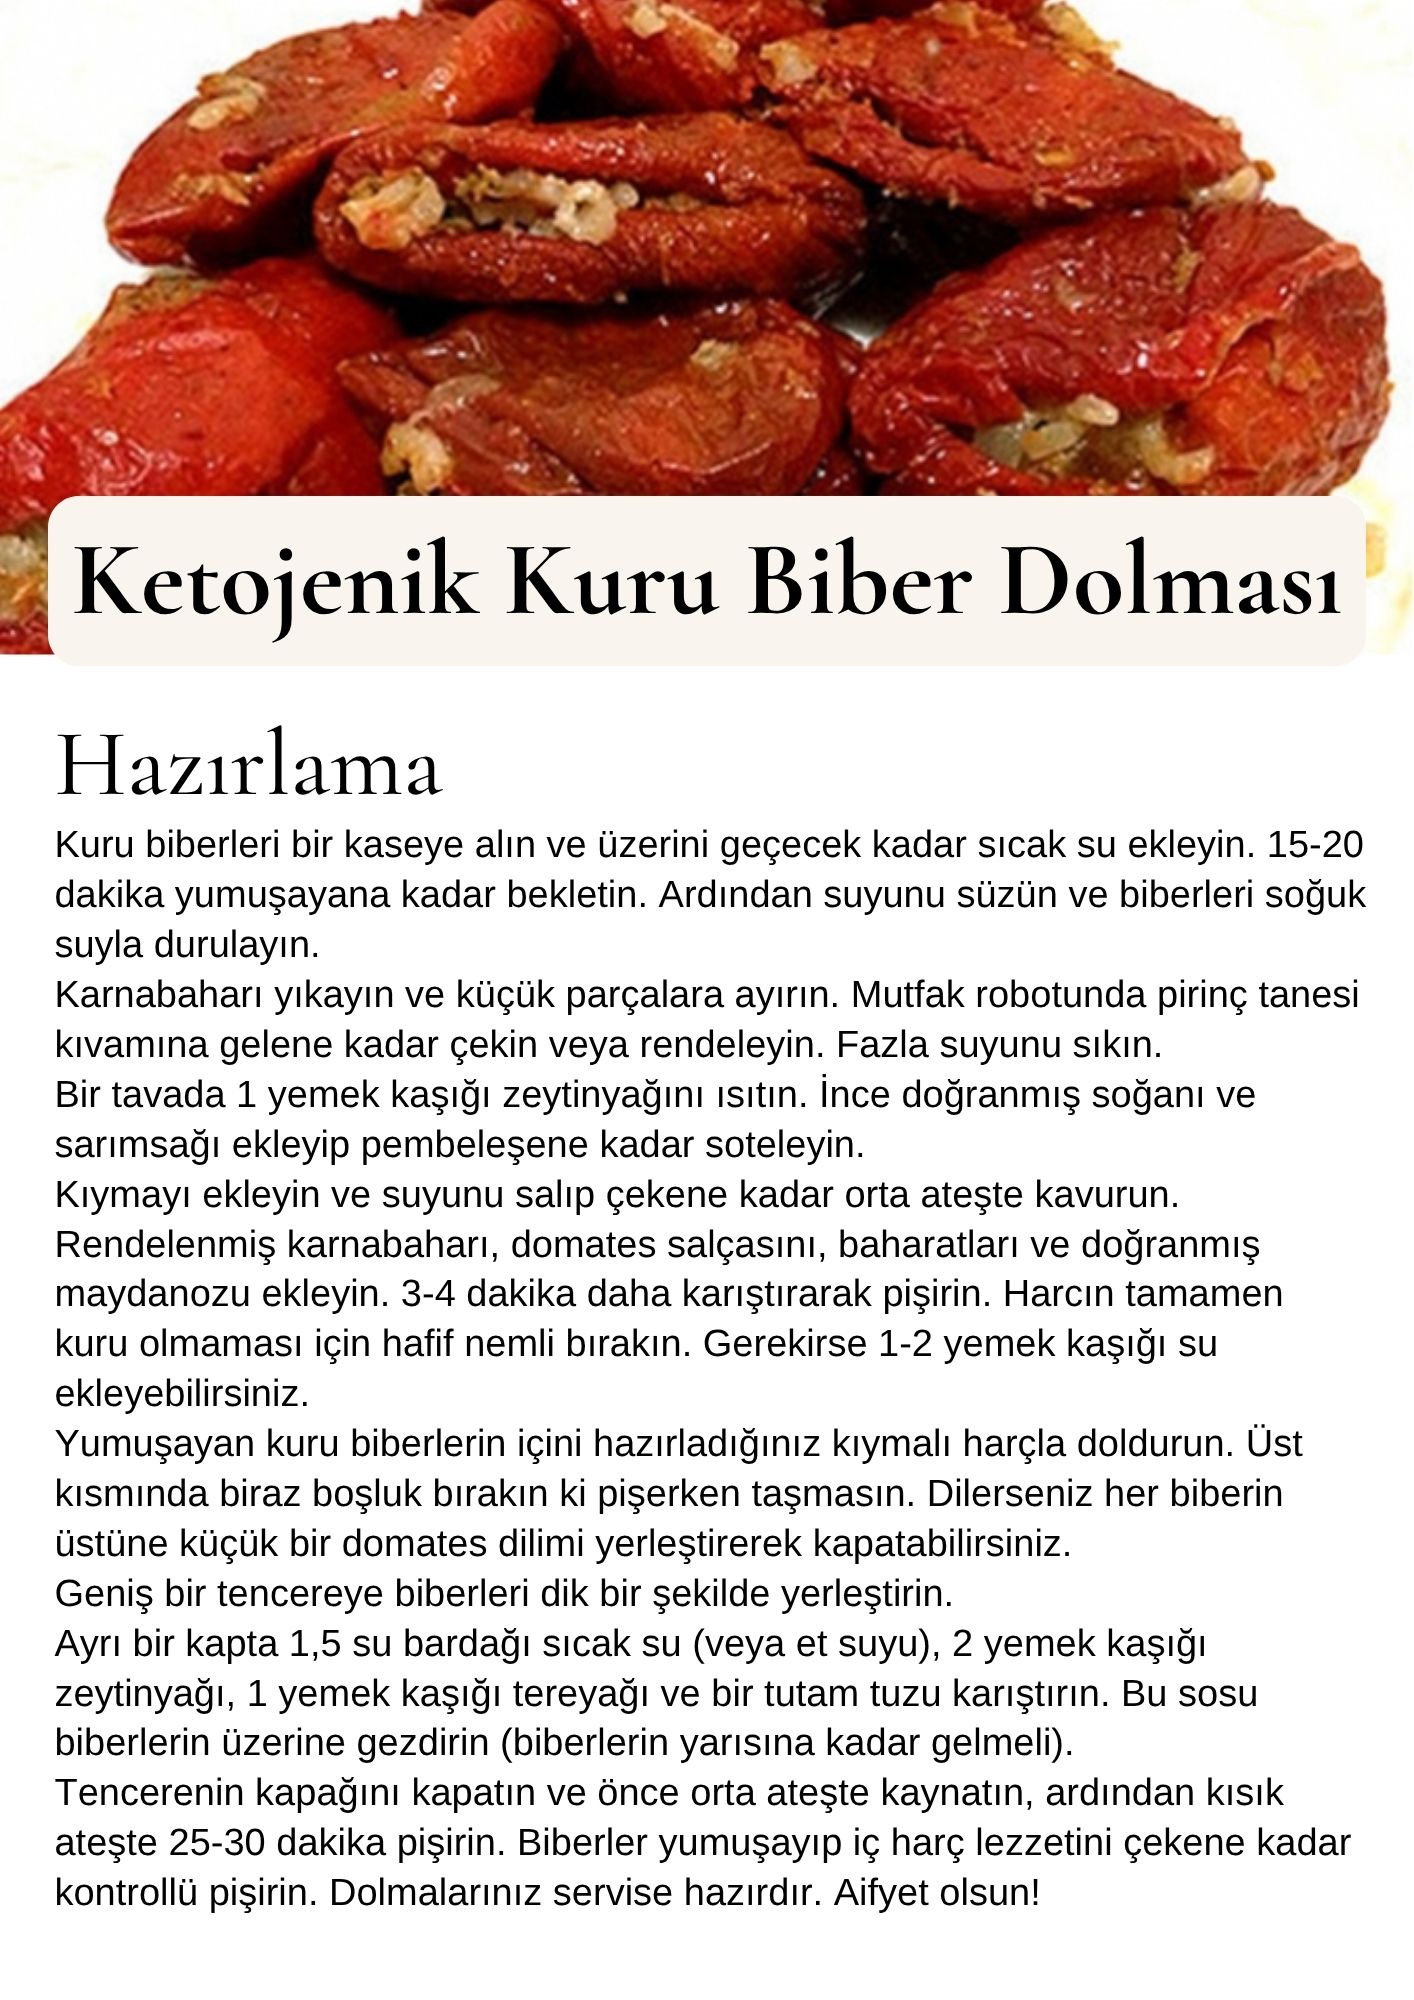 Ketojenik Kuru Biber Dolması
Hazırlama
Kuru biberleri bir kaseye alın ve üzerini geçecek kadar sıcak su ekleyin. 15-20
dakika yumuşayana kadar bekletin. Ardından suyunu süzün ve biberleri soğuk
suyla durulayın.
Karnabaharı yıkayın ve küçük parçalara ayırın. Mutfak robotunda pirinç tanesi
kıvamına gelene kadar çekin veya rendeleyin. Fazla suyunu sıkın.
Bir tavada 1 yemek kaşığı zeytinyağını ısıtın. İnce doğranmış soğanı ve
sarımsağı ekleyip pembeleşene kadar soteleyin.
Kıymayı ekleyin ve suyunu salıp çekene kadar orta ateşte kavurun.
Rendelenmiş karnabaharı, domates salçasını, baharatları ve doğranmış
maydanozu ekleyin. 3-4 dakika daha karıştırarak pişirin. Harcın tamamen
kuru olmaması için hafif nemli bırakın. Gerekirse 1-2 yemek kaşığı su
ekleyebilirsiniz.
Yumuşayan kuru biberlerin içini hazırladığınız kıymalı harçla doldurun. Üst
kısmında biraz boşluk bırakın ki pişerken taşmasın. Dilerseniz her biberin
üstüne küçük bir domates dilimi yerleştirerek kapatabilirsiniz.
Geniş bir tencereye biberleri dik bir şekilde yerleştirin.
Ayrı bir kapta 1,5 su bardağı sıcak su (veya et suyu), 2 yemek kaşığı
zeytinyağı, 1 yemek kaşığı tereyağı ve bir tutam tuzu karıştırın. Bu sosu
biberlerin üzerine gezdirin (biberlerin yarısına kadar gelmeli).
Tencerenin kapağını kapatın ve önce orta ateşte kaynatın, ardından kısık
ateşte 25-30 dakika pişirin. Biberler yumuşayıp iç harç lezzetini çekene kadar
kontrollü pişirin. Dolmalarınız servise hazırdır. Aifyet olsun!